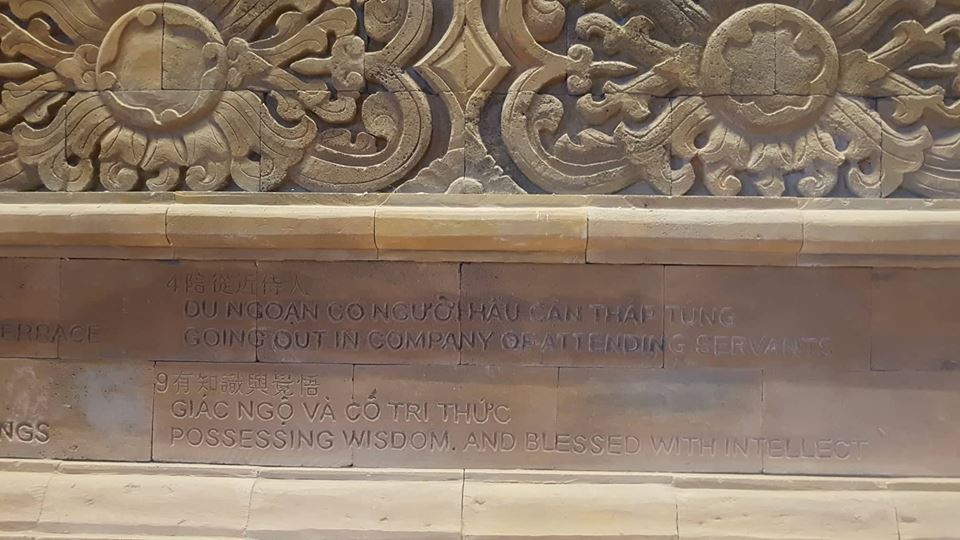 4 陪從近侍人
DU NGOẠN CÓ NGƯỜI HẦU CẬN THÁP TÙNG
ERRACE
GOING OUT IN COMPANY OF ATTENDING SERVANTS
9 有知識與覺悟
GIÁC NGỘ VÀ CÓ TRI THỨC
NGS
POSSESSING WISDOM, AND BLESSED WITH INTELLECT